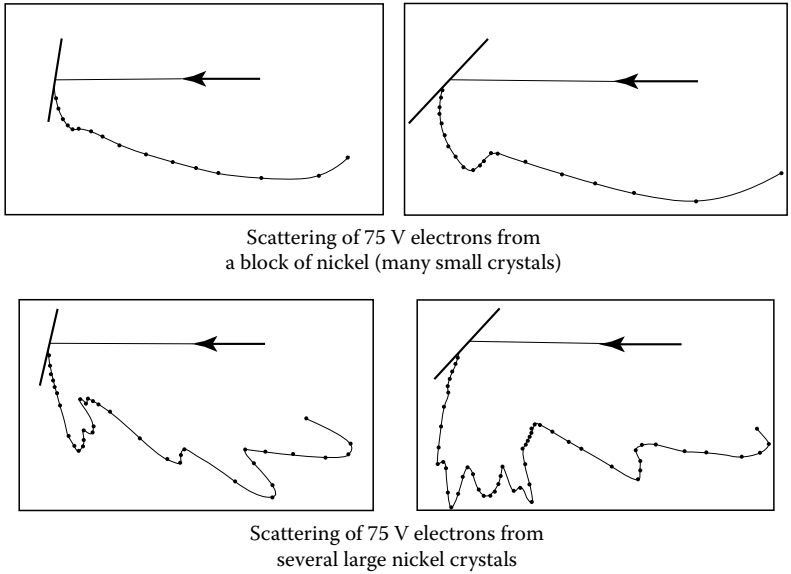 Scattering of 75 V electrons from
a block of nickel (many small crystals)
Scattering of 75 V electrons from
several large nickel crystals